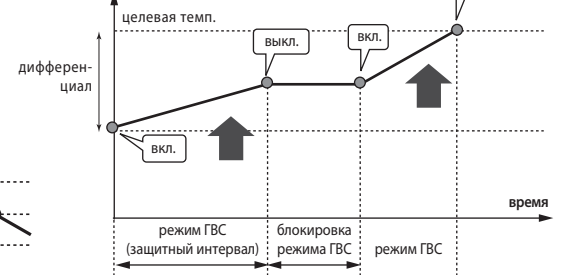 целевая темп.
выкл.
вкл.
дифферен-
циал
вкл.
время
режим ГВС
(защитный интервал)
блокировка
режима ГВС
режим ГВС